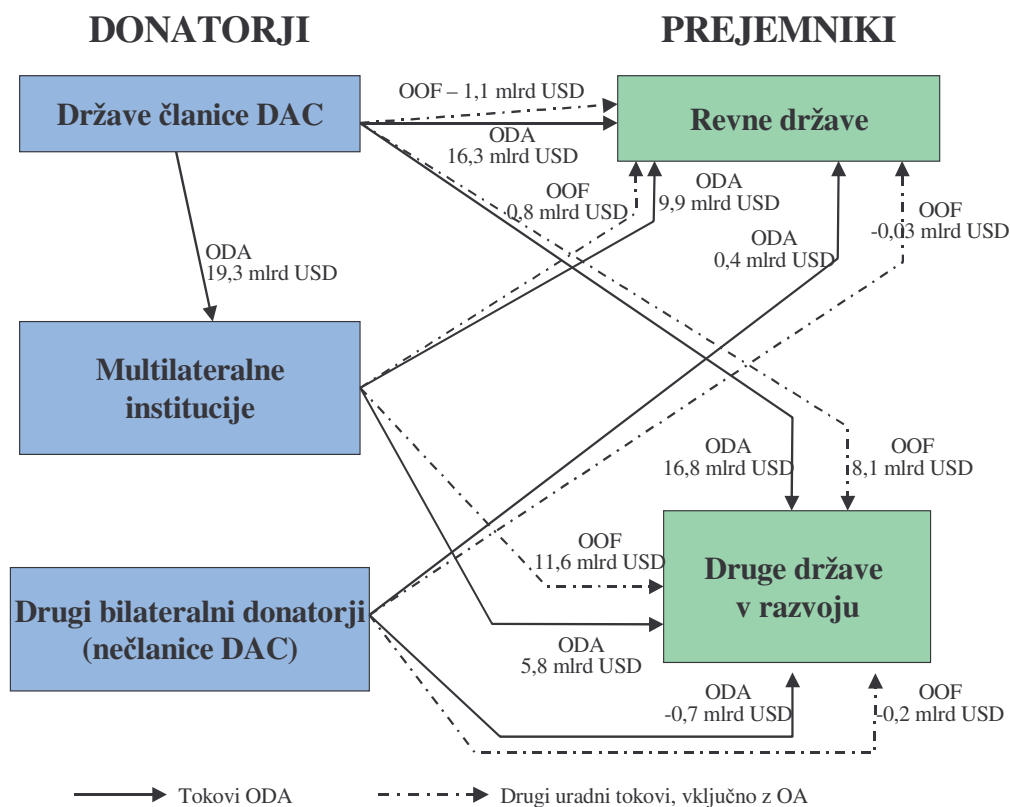 DONATORJI
PREJEMNIKI
Države članice DAC
OOF – 1,1 mlrd USD
ODA
16,3 mlrd USD
Revne države
OOF
0,8 mlrd USD
ODA
9,9 mlrd USD
ODA
0,4 mlrd USD
OOF
-0,03 mlrd USD
ODA
19,3 mlrd USD
Multilateralne
institucije
ODA
16,8 mlrd USD
OOF
8,1 mlrd USD
OOF
11,6 mlrd USD
Druge države
v razvoju
Drugi bilateralni donatorji
(nečlanice DAC)
ODA
5,8 mlrd USD
ODA
-0,7 mlrd USD
OOF
-0,2 mlrd USD
Tokovi ODA
Drugi uradni tokovi, vključno z OA